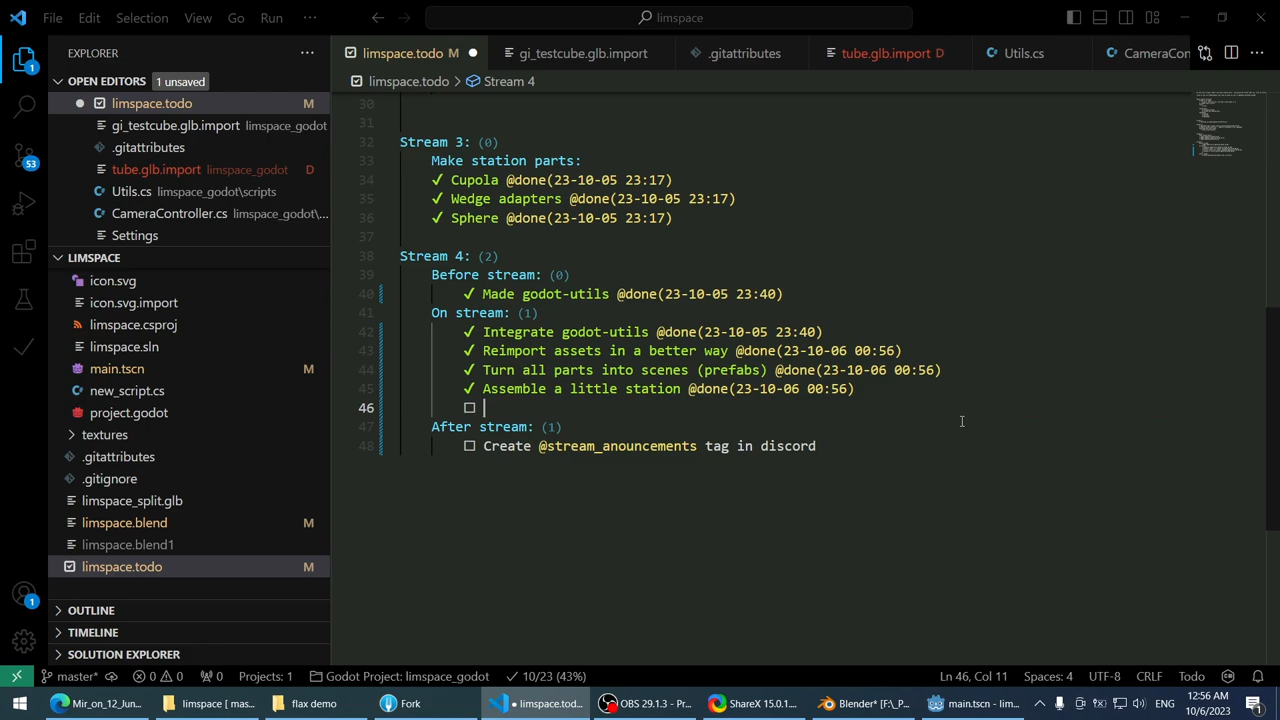 File Edit Selection View Go Run ··· limspace
EXPLORER ···
limspace.todo M gi_testcube.glb.import .gitattributes tube.glb.import D Utils.cs CameraCon ···
OPEN EDITORS 1 unsaved
limspace.todo > Stream 4
limspace.todo M
gi_testcube.glb.import limspace_godot
.gitattributes
tube.glb.import limspace_godot D
Utils.cs limspace_godot\scripts
CameraController.cs limspace_godot\...
Settings
LIMSPACE
icon.svg
icon.svg.import
limspace.csproj
limspace.sln
main.tscn M
new_script.cs
project.godot
textures
.gitattributes
.gitignore
limspace_split.glb
limspace.blend M
limspace.blend1
limspace.todo M
OUTLINE
TIMELINE
SOLUTION EXPLORER
1
53
1
30
31
32 Stream 3: (0)
33 Make station parts:
34 ✓ Cupola @done(23-10-05 23:17)
35 ✓ Wedge adapters @done(23-10-05 23:17)
36 ✓ Sphere @done(23-10-05 23:17)
37
38 Stream 4: (2)
39 Before stream: (0)
40 ✓ Made godot-utils @done(23-10-05 23:40)
41 On stream: (1)
42 ✓ Integrate godot-utils @done(23-10-05 23:40)
43 ✓ Reimport assets in a better way @done(23-10-06 00:56)
44 ✓ Turn all parts into scenes (prefabs) @done(23-10-06 00:56)
45 ✓ Assemble a little station @done(23-10-06 00:56)
46 ☐
47 After stream: (1)
48 ☐ Create @stream_anouncements tag in discord
master* 0 0 0 Projects: 1 Godot Project: limspace_godot 10/23 (43%) Ln 46, Col 11 Spaces: 4 UTF-8 CRLF Todo
Mir_on_12_Jun... repos [ mas... flax demo Fork limspace.tod... OBS 29.1.3 - Pr... ShareX 15.0.1... Blender* [F:\_P... main.tscn - lim... ENG 12:56 AM
10/6/2023 1